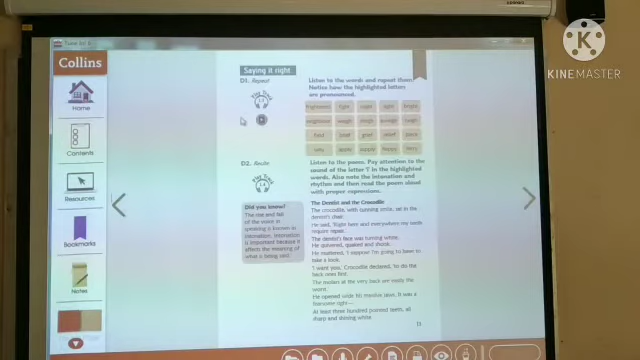 KINEMASTER
Collins
Home
Contents
Resources
Bookmarks
Notes
Saying it right
D1. Repeat
Listen to the words and repeat them.
Notice how the highlighted letters
are pronounced.
D2. Recite
Listen to the poem. Pay attention to the
sound of the letter 'i' in the highlighted
words. Also note the intonation and
rhythm and then read the poem aloud
with proper expressions.
Did you know?
The rise and fall
of the voice in
speaking is known as
intonation. Intonation
is important because it
affects the meaning of
what is being said.
The Dentist and the Crocodile
The crocodile, with cunning smile, sat in the
dentist's chair.
He said, 'Right here and everywhere my teeth
require repair.'
The dentist's face was turning white.
He quivered, quaked and shook.
He muttered, 'I suppose I'm going to have to
take a look.'
'I want you,' Crocodile declared, 'to do the
back ones first.
The molars at the very back are easily the
worst.'
He opened wide his massive jaws. It was a
fearsome sight—
At least three hundred pointed teeth, all
sharp and shining white.